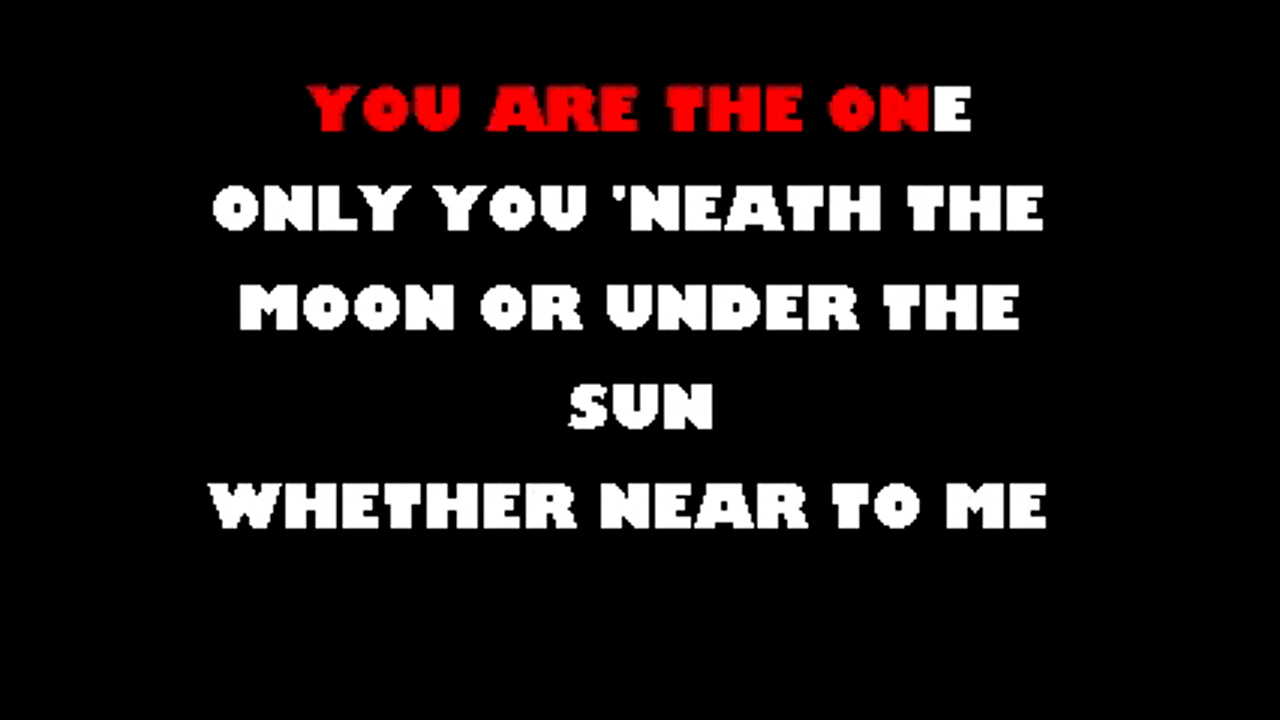 YOU ARE THE ONE
ONLY YOU 'NEATH THE
MOON OR UNDER THE
SUN
WHETHER NEAR TO ME